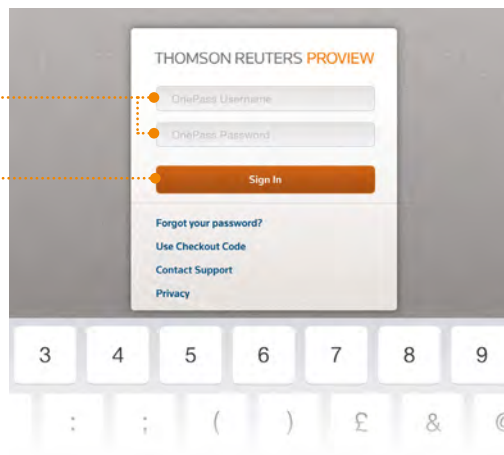 THOMSON REUTERS PROVIEW
OnePass Username
OnePass Password
Sign In
Forgot your password?
Use Checkout Code
Contact Support
Privacy
3 4 5 6 7 8 9
: ; ( ) £ & @